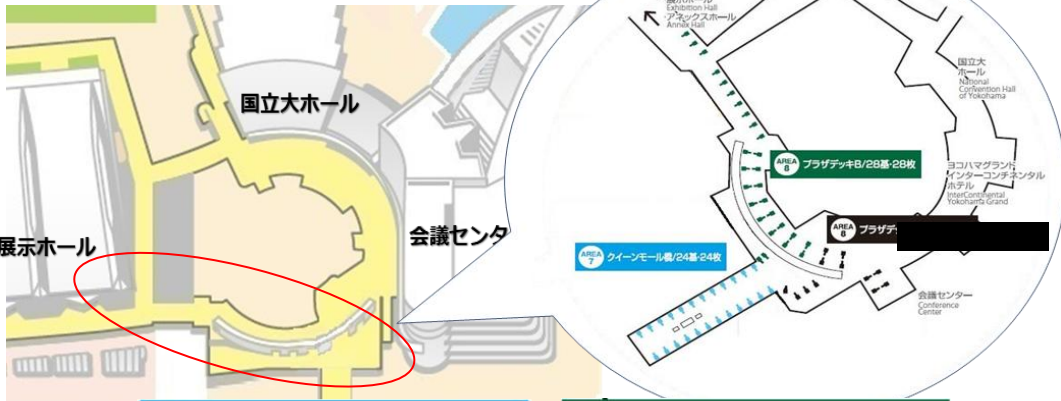 国立大ホール
展示ホール
会議センタ
展示ホール
Exhibition Hall
アネックスホール
Annex Hall
国立大
ホール
National
Convention Hall
of Yokohama
AREA
8
プラザデッキB/28基・28枚
ヨコハマグランド
インターコンチネンタル
ホテル
InterContinental
Yokohama Grand
AREA
8
プラザデッ
AREA
7
クイーンモール橋/24基・24枚
会議センター
Conference
Center